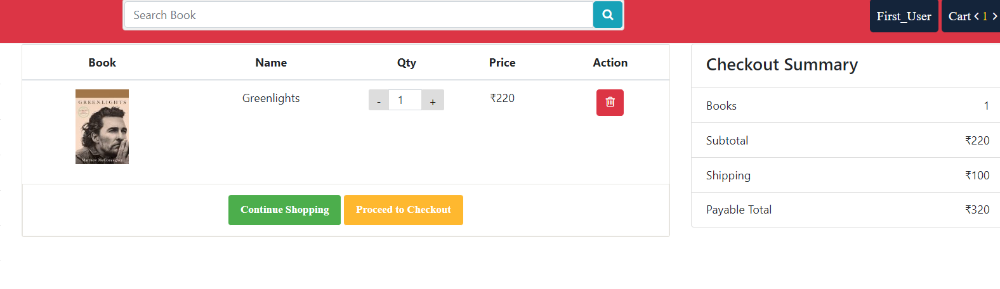 Search Book
First_User
Cart < 1 >
Book Name Qty Price Action
GREENLIGHTS
Matthew McConaughey
Greenlights - 1 + ₹220
Continue Shopping Proceed to Checkout
Checkout Summary
Books 1
Subtotal ₹220
Shipping ₹100
Payable Total ₹320